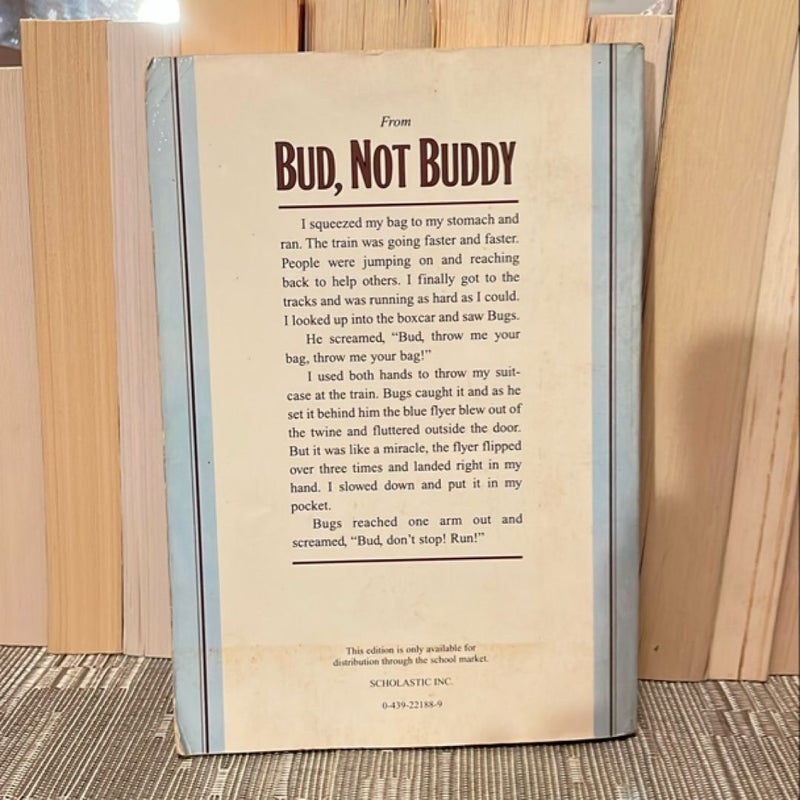 From
BUD, NOT BUDDY
I squeezed my bag to my stomach and
ran. The train was going faster and faster.
People were jumping on and reaching
back to help others. I finally got to the
tracks and was running as hard as I could.
I looked up into the boxcar and saw Bugs.
He screamed, “Bud, throw me your
bag, throw me your bag!”
I used both hands to throw my suit-
case at the train. Bugs caught it and as he
set it behind him the blue flyer blew out of
the twine and fluttered outside the door.
But it was like a miracle, the flyer flipped
over three times and landed right in my
hand. I slowed down and put it in my
pocket.
Bugs reached one arm out and
screamed, “Bud, don’t stop! Run!”
This edition is only available for
distribution through the school market.
SCHOLASTIC INC.
0-439-22188-9